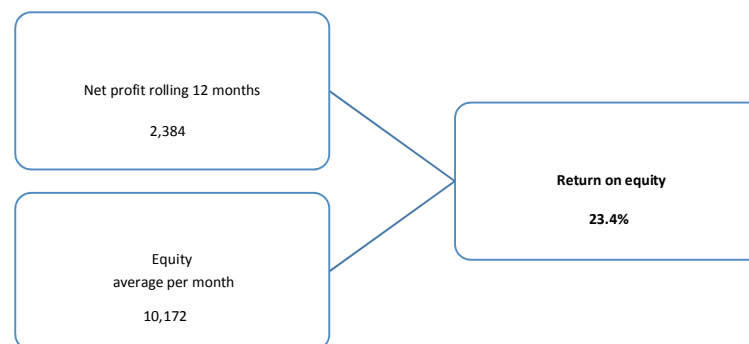 Net profit rolling 12 months
2,384
Equity
average per month
10,172
Return on equity
23.4%